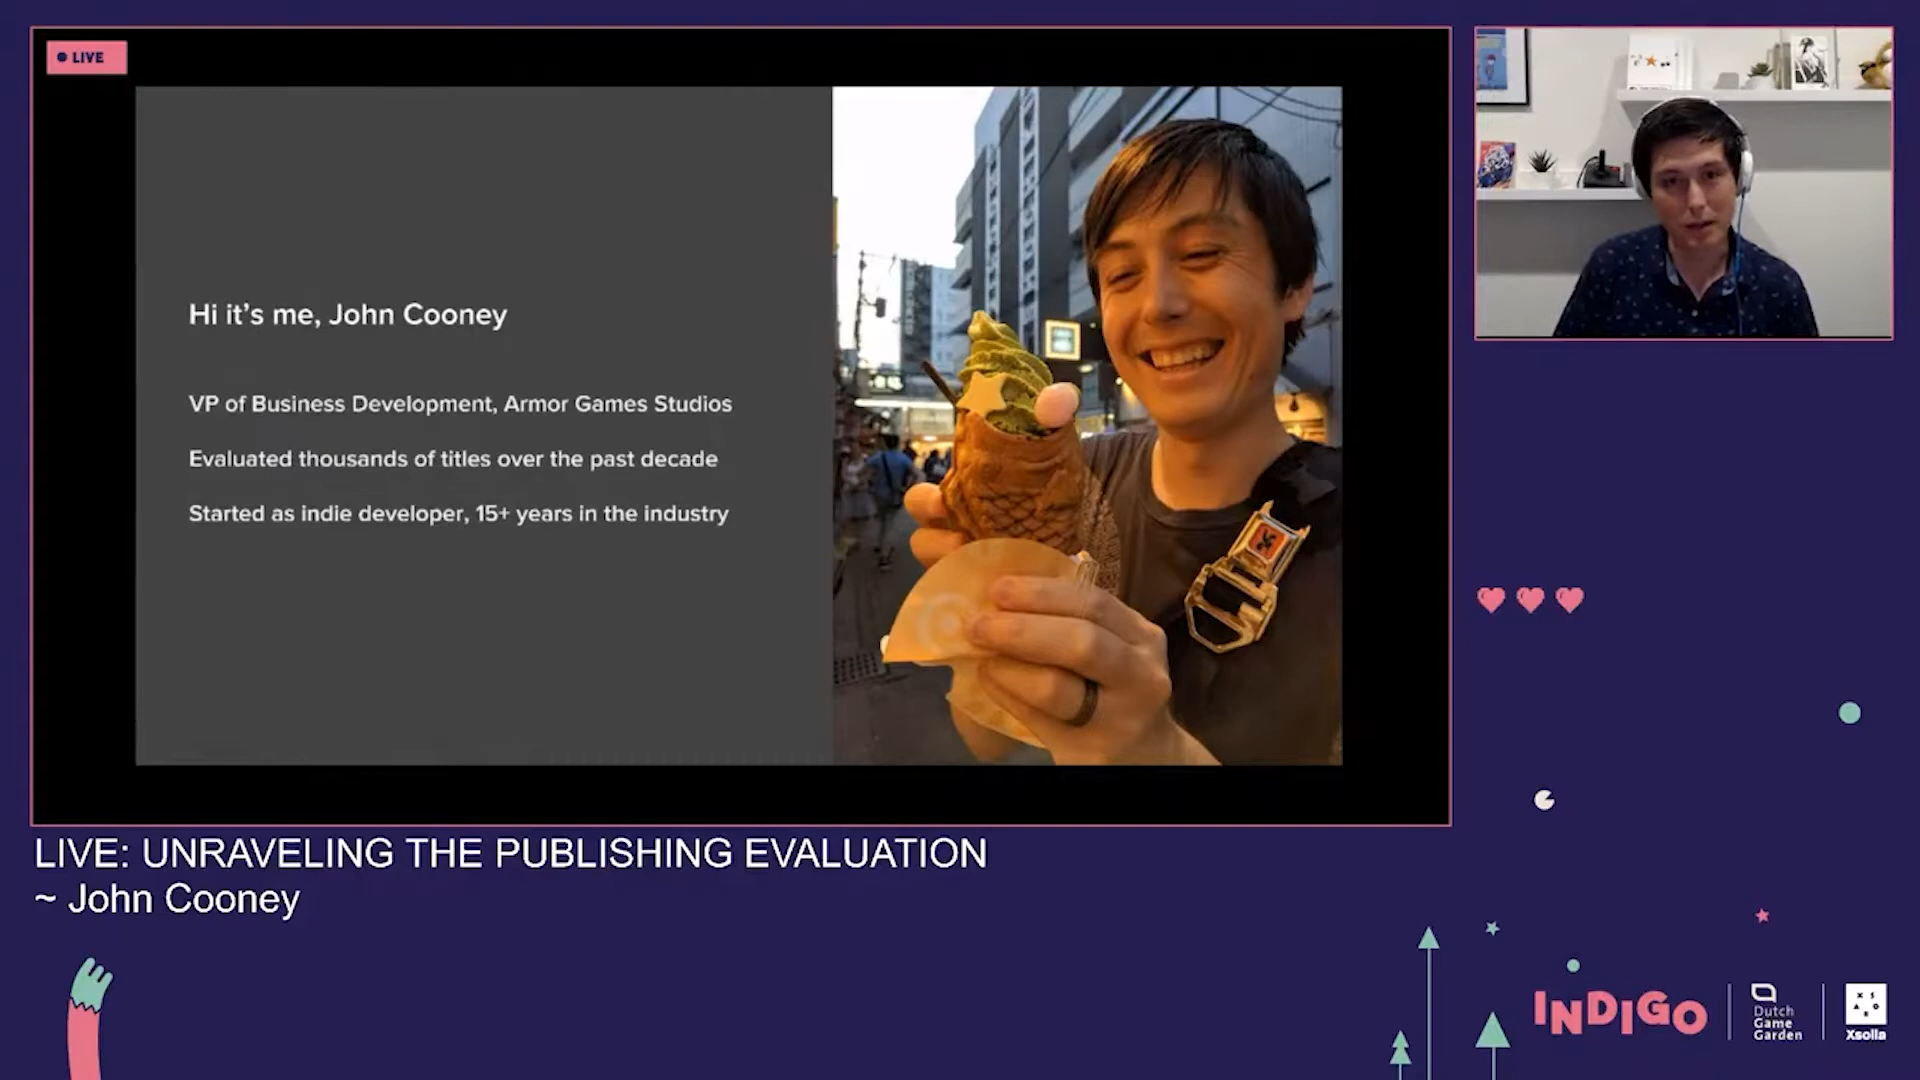 LIVE
Hi it's me, John Cooney
VP of Business Development, Armor Games Studios
Evaluated thousands of titles over the past decade
Started as indie developer, 15+ years in the industry
LIVE: UNRAVELING THE PUBLISHING EVALUATION
~ John Cooney
INDIGO
Dutch
Game
Garden
XS
Xsolla